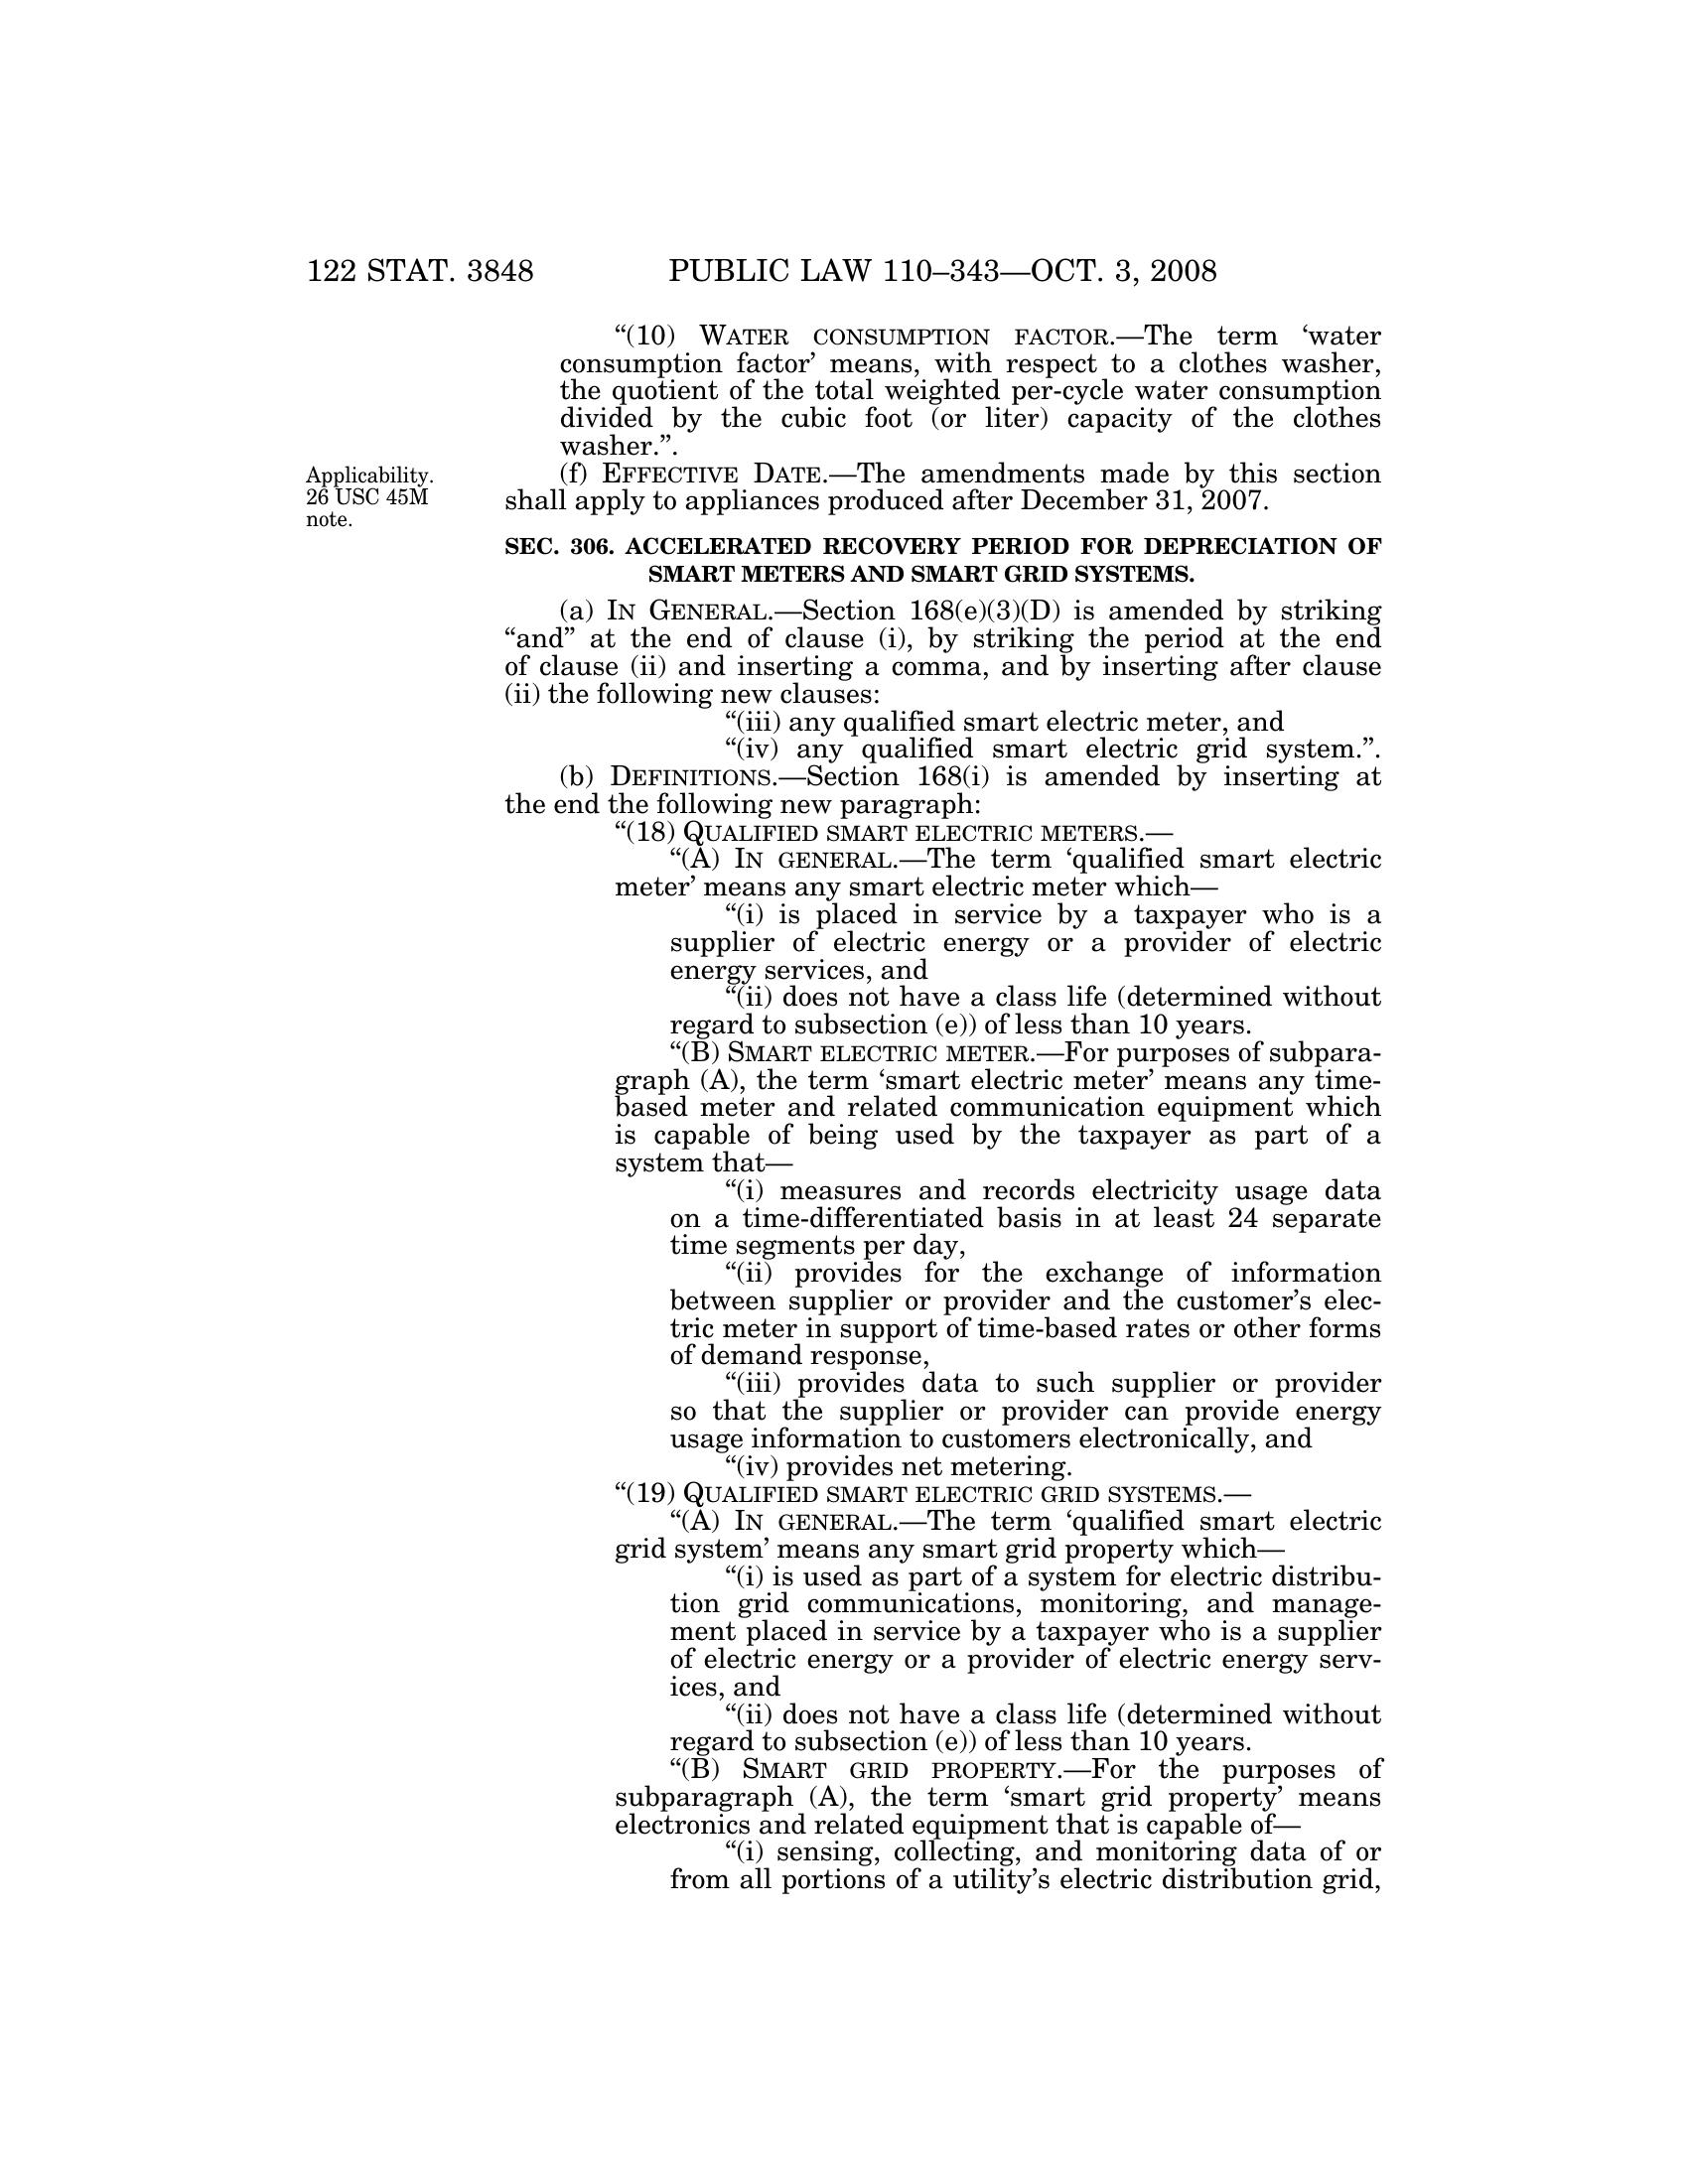 122 STAT. 3848
PUBLIC LAW 110–343—OCT. 3, 2008
“(10) WATER CONSUMPTION FACTOR.—The term ‘water
consumption factor’ means, with respect to a clothes washer,
the quotient of the total weighted per-cycle water consumption
divided by the cubic foot (or liter) capacity of the clothes
washer.”.
Applicability.
26 USC 45M
note.
(f) EFFECTIVE DATE.—The amendments made by this section
shall apply to appliances produced after December 31, 2007.
SEC. 306. ACCELERATED RECOVERY PERIOD FOR DEPRECIATION OF
SMART METERS AND SMART GRID SYSTEMS.
(a) IN GENERAL.—Section 168(e)(3)(D) is amended by striking
“and” at the end of clause (i), by striking the period at the end
of clause (ii) and inserting a comma, and by inserting after clause
(ii) the following new clauses:
“(iii) any qualified smart electric meter, and
“(iv) any qualified smart electric grid system.”.
(b) DEFINITIONS.—Section 168(i) is amended by inserting at
the end the following new paragraph:
“(18) QUALIFIED SMART ELECTRIC METERS.—
“(A) IN GENERAL.—The term ‘qualified smart electric
meter’ means any smart electric meter which—
“(i) is placed in service by a taxpayer who is a
supplier of electric energy or a provider of electric
energy services, and
“(ii) does not have a class life (determined without
regard to subsection (e)) of less than 10 years.
“(B) SMART ELECTRIC METER.—For purposes of subpara-
graph (A), the term ‘smart electric meter’ means any time-
based meter and related communication equipment which
is capable of being used by the taxpayer as part of a
system that—
“(i) measures and records electricity usage data
on a time-differentiated basis in at least 24 separate
time segments per day,
“(ii) provides for the exchange of information
between supplier or provider and the customer’s elec-
tric meter in support of time-based rates or other forms
of demand response,
“(iii) provides data to such supplier or provider
so that the supplier or provider can provide energy
usage information to customers electronically, and
“(iv) provides net metering.
“(19) QUALIFIED SMART ELECTRIC GRID SYSTEMS.—
“(A) IN GENERAL.—The term ‘qualified smart electric
grid system’ means any smart grid property which—
“(i) is used as part of a system for electric distribu-
tion grid communications, monitoring, and manage-
ment placed in service by a taxpayer who is a supplier
of electric energy or a provider of electric energy serv-
ices, and
“(ii) does not have a class life (determined without
regard to subsection (e)) of less than 10 years.
“(B) SMART GRID PROPERTY.—For the purposes of
subparagraph (A), the term ‘smart grid property’ means
electronics and related equipment that is capable of—
“(i) sensing, collecting, and monitoring data of or
from all portions of a utility’s electric distribution grid,